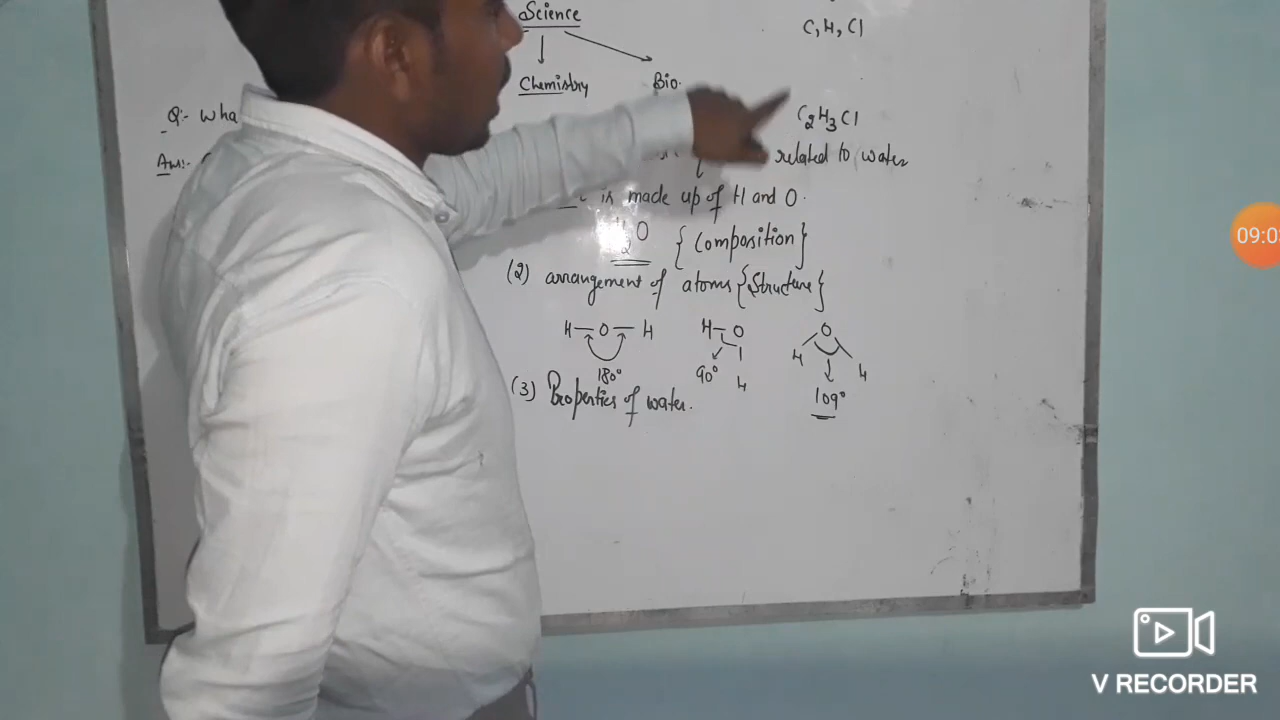 Science
C, H, Cl
Chemistry
Bio.
Q:- Wha
C2H3Cl
Ans:-
related to water
is made up of H and O.
H2O {Composition}
(2) arrangement of atoms {Structure}
H—O—H
H—O
O
H
H
H
180°
90°
109°
(3) Properties of water.
09:0
V RECORDER